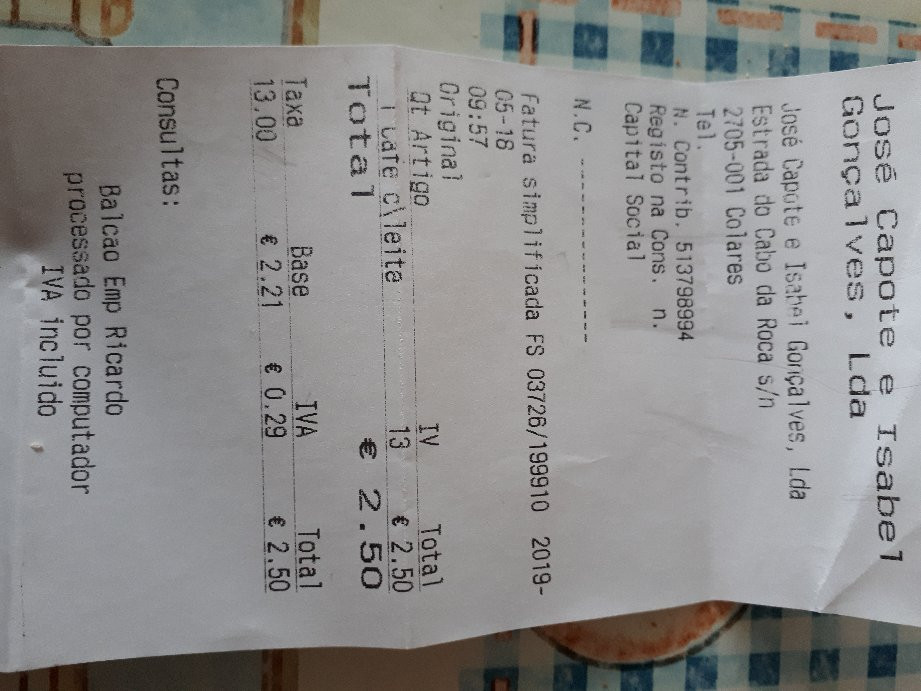 José Capote e Isabel
Gonçalves, Lda
José Capote e Isabel Gonçalves, Lda
Estrada do Cabo da Roca s/n
2705-001 Colares
Tel.
N. Contrib. 513798994
Registo na Cons. n.
Capital Social
N.C. ------------------
Fatura simplificada FS 03726/199910 2019-
05-18
09:57
Original
Qt Artigo IV Total
1 Cafe c\leite 13 € 2.50
Total € 2.50
Taxa Base IVA Total
13.00 € 2.21 € 0.29 € 2.50
Consultas:
Balcao Emp Ricardo
processado por computador
IVA incluido